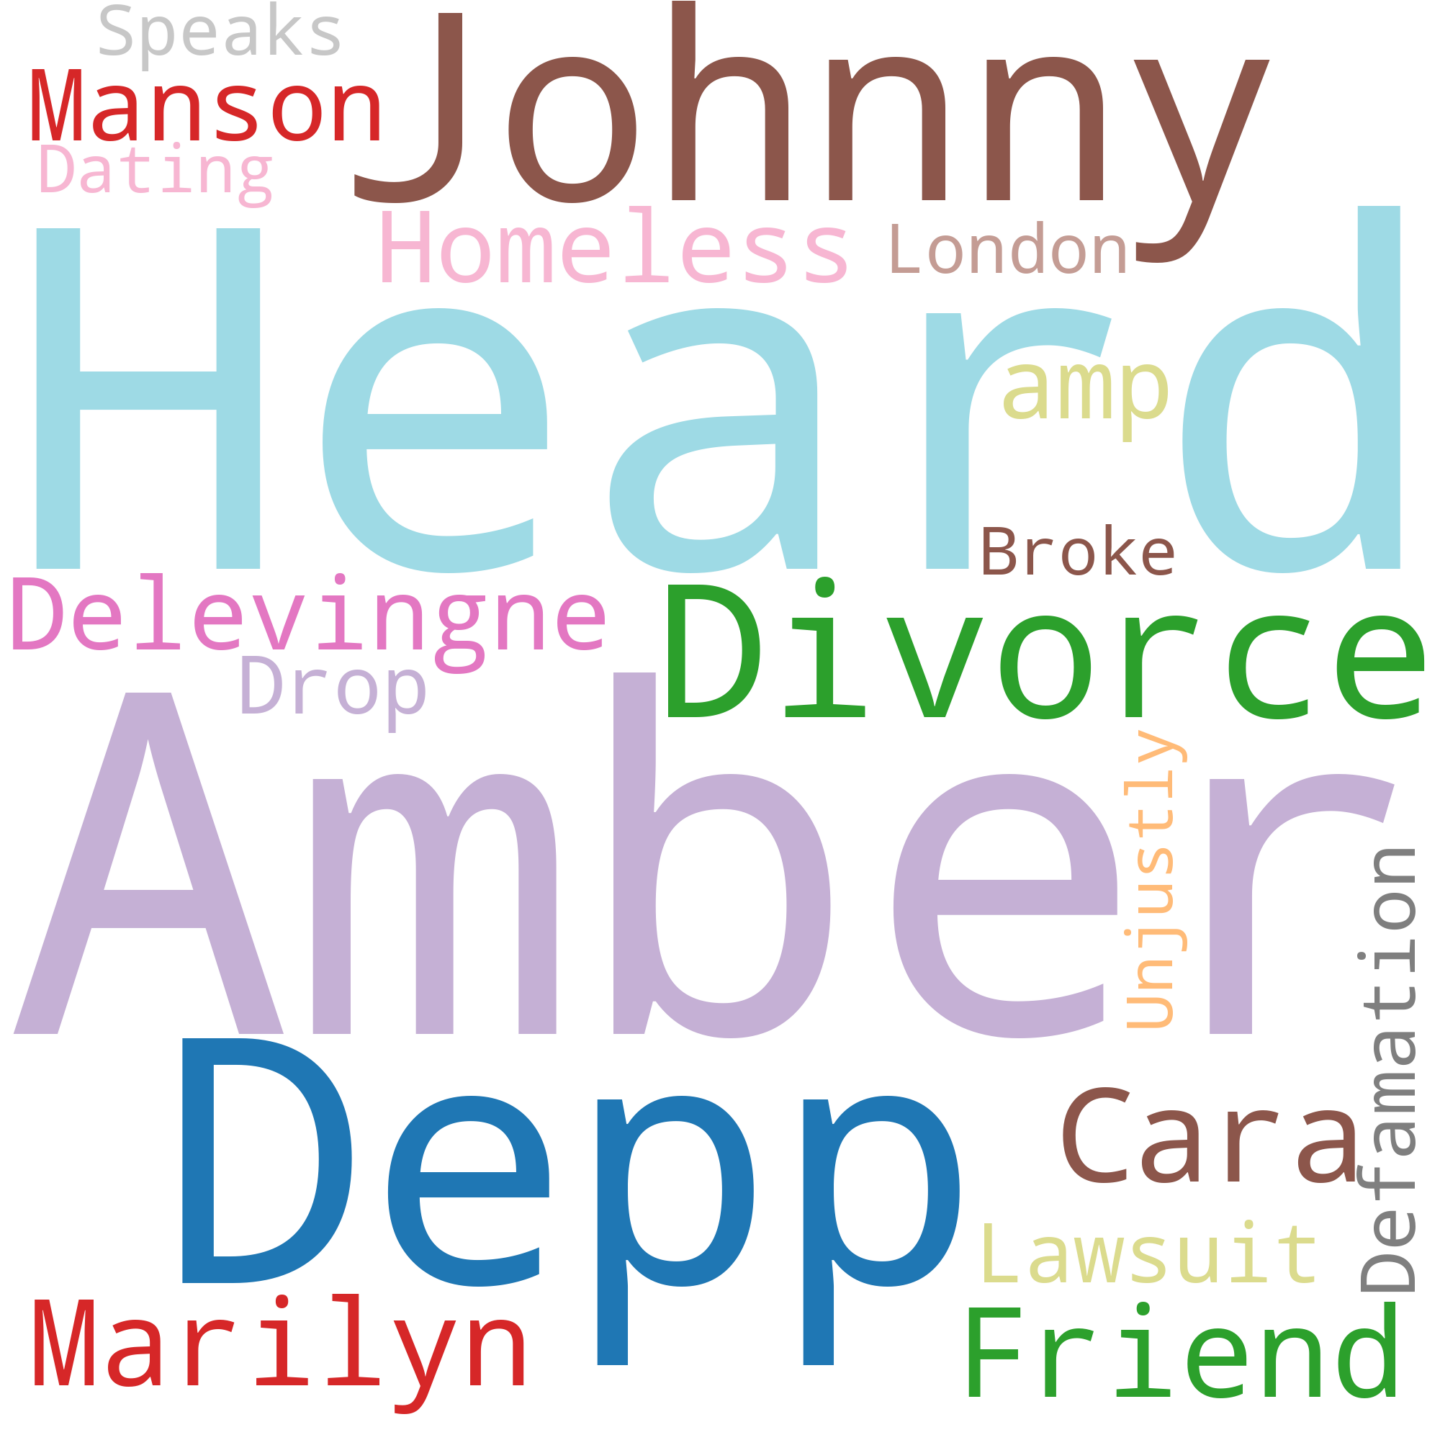 Speaks
Johnny
Manson
Dating
Homeless
London
Heard
amp
Broke
Delevingne
Divorce
Drop
Amber
Unjustly
Defamation
Depp
Cara
Lawsuit
Marilyn
Friend